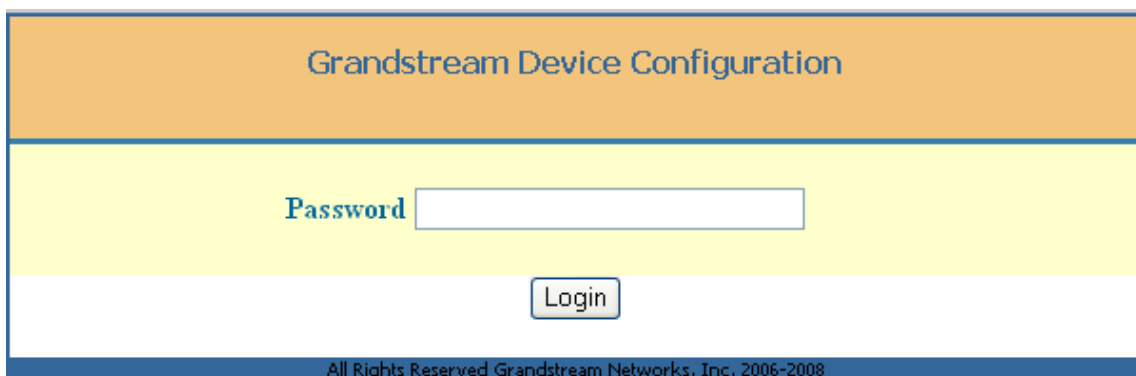 Grandstream Device Configuration
Password
Login
All Rights Reserved Grandstream Networks, Inc. 2006-2008